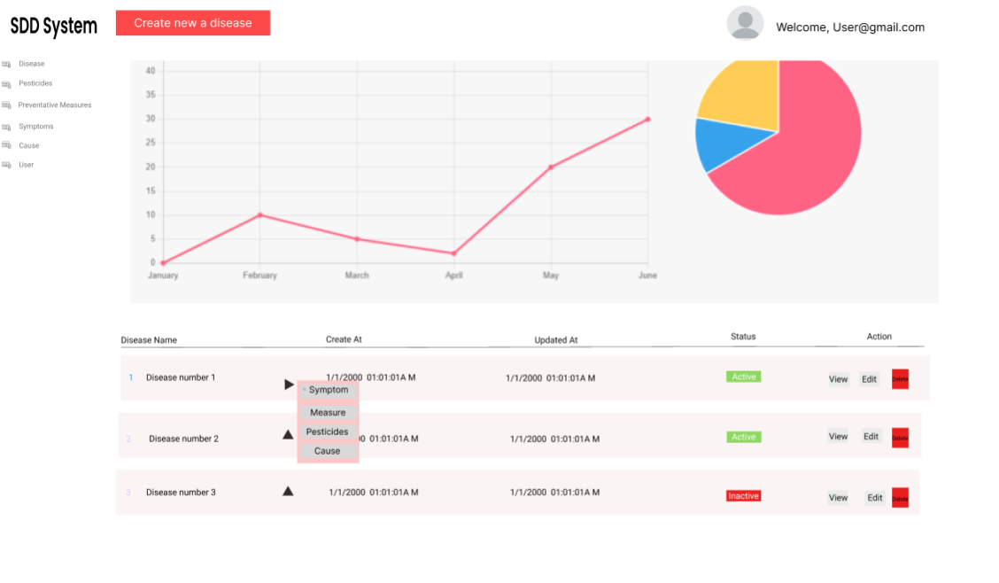 SDD System
Create new a disease
Welcome, User@gmail.com
Disease
Pesticides
Preventative Measures
Symptoms
Cause
User
40
35
30
25
20
15
10
5
0
January February March April May June
Disease Name Create At Updated At Status Action
1 Disease number 1 1/1/2000 01:01:01A M 1/1/2000 01:01:01A M Active View Edit Delete
Symptom
Measure
Pesticides
Cause
2 Disease number 2 0 01:01:01A M 1/1/2000 01:01:01A M Active View Edit Delete
3 Disease number 3 1/1/2000 01:01:01A M 1/1/2000 01:01:01A M Inactive View Edit Delete